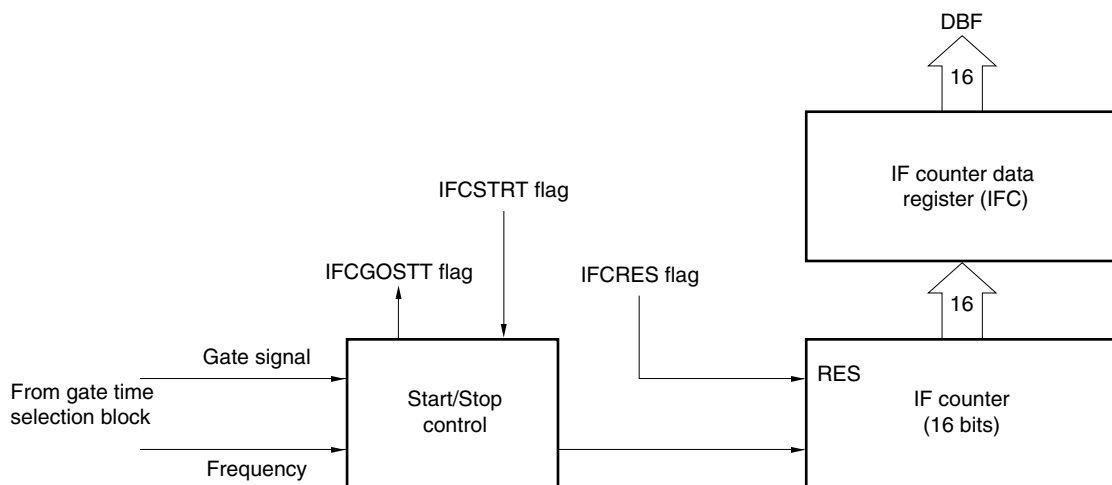 DBF
16
IF counter data
register (IFC)
IFCSTRT flag
IFCGOSTT flag
IFCRES flag
16
Gate signal
From gate time
selection block
Frequency
Start/Stop
control
RES
IF counter
(16 bits)